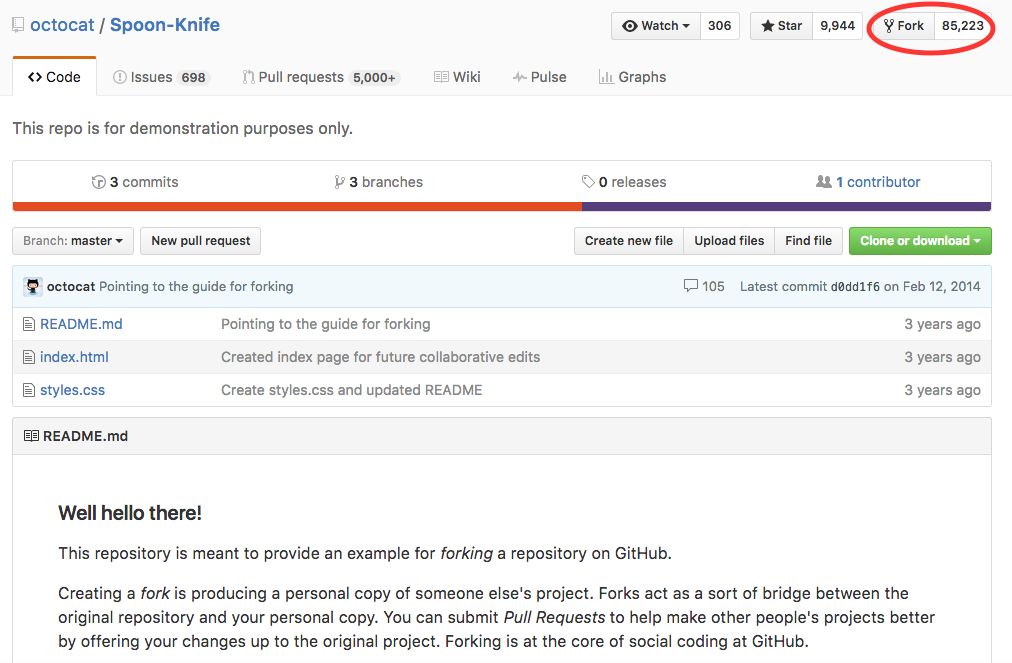 octocat / Spoon-Knife Watch 306 Star 9,944 Fork 85,223
Code Issues 698 Pull requests 5,000+ Wiki Pulse Graphs
This repo is for demonstration purposes only.
3 commits 3 branches 0 releases 1 contributor
Branch: master New pull request Create new file Upload files Find file Clone or download
octocat Pointing to the guide for forking 105 Latest commit d0dd1f6 on Feb 12, 2014
README.md Pointing to the guide for forking 3 years ago
index.html Created index page for future collaborative edits 3 years ago
styles.css Create styles.css and updated README 3 years ago
README.md
Well hello there!
This repository is meant to provide an example for forking a repository on GitHub.
Creating a fork is producing a personal copy of someone else's project. Forks act as a sort of bridge between the
original repository and your personal copy. You can submit Pull Requests to help make other people's projects better
by offering your changes up to the original project. Forking is at the core of social coding at GitHub.